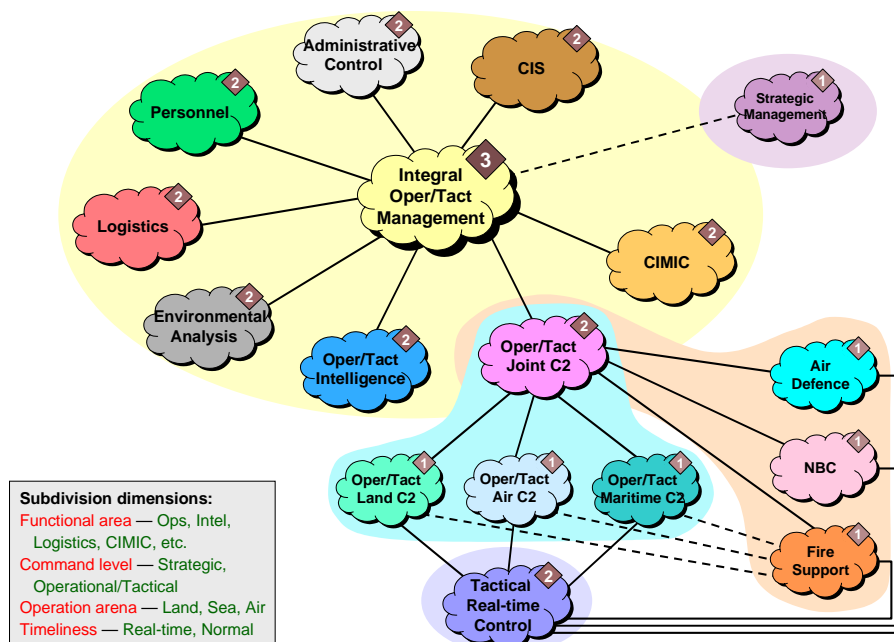 2
Administrative
Control
2
CIS
2
Personnel
1
Strategic
Management
3
Integral
Oper/Tact
Management
2
Logistics
2
CIMIC
2
Environmental
Analysis
2
Oper/Tact
Intelligence
2
Oper/Tact
Joint C2
1
Air
Defence
1
NBC
1
Oper/Tact
Land C2
1
Oper/Tact
Air C2
1
Oper/Tact
Maritime C2
1
Fire
Support
2
Tactical
Real-time
Control
Subdivision dimensions:
Functional area — Ops, Intel,
Logistics, CIMIC, etc.
Command level — Strategic,
Operational/Tactical
Operation arena — Land, Sea, Air
Timeliness — Real-time, Normal